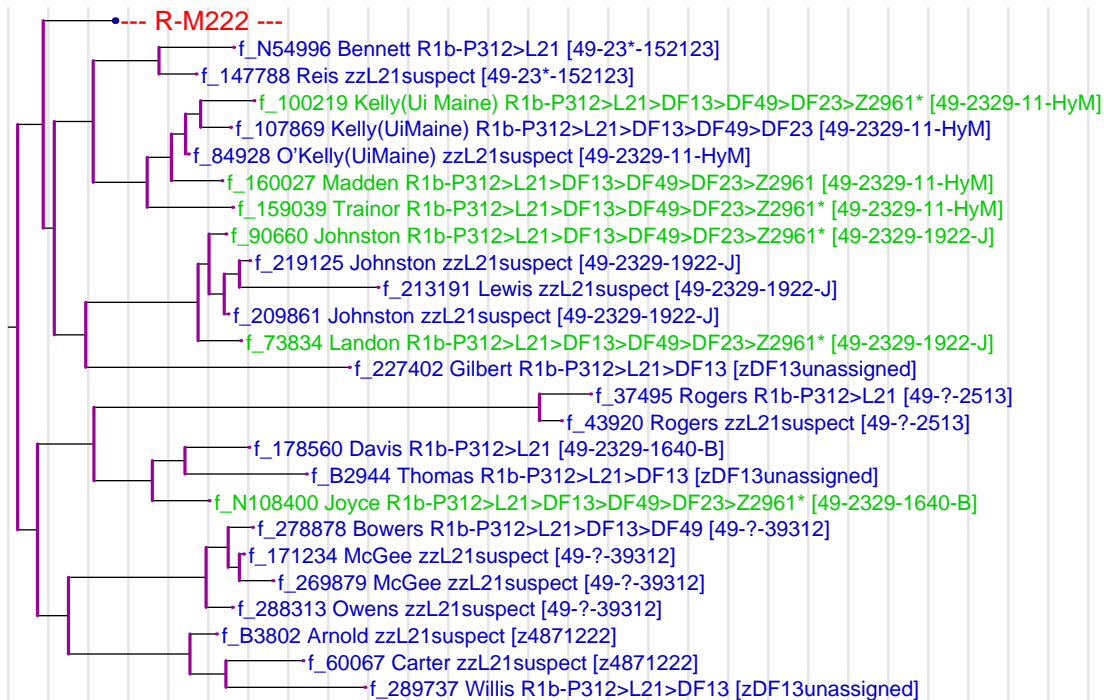 --- R-M222 ---
f_N54996 Bennett R1b-P312>L21 [49-23*-152123]
f_147788 Reis zzL21suspect [49-23*-152123]
f_100219 Kelly(Ui Maine) R1b-P312>L21>DF13>DF49>DF23>Z2961* [49-2329-11-HyM]
f_107869 Kelly(UiMaine) R1b-P312>L21>DF13>DF49>DF23 [49-2329-11-HyM]
f_84928 O'Kelly(UiMaine) zzL21suspect [49-2329-11-HyM]
f_160027 Madden R1b-P312>L21>DF13>DF49>DF23>Z2961 [49-2329-11-HyM]
f_159039 Trainor R1b-P312>L21>DF13>DF49>DF23>Z2961* [49-2329-11-HyM]
f_90660 Johnston R1b-P312>L21>DF13>DF49>DF23>Z2961* [49-2329-1922-J]
f_219125 Johnston zzL21suspect [49-2329-1922-J]
f_213191 Lewis zzL21suspect [49-2329-1922-J]
f_209861 Johnston zzL21suspect [49-2329-1922-J]
f_73834 Landon R1b-P312>L21>DF13>DF49>DF23>Z2961* [49-2329-1922-J]
f_227402 Gilbert R1b-P312>L21>DF13 [zDF13unassigned]
f_37495 Rogers R1b-P312>L21 [49-?-2513]
f_43920 Rogers zzL21suspect [49-?-2513]
f_178560 Davis R1b-P312>L21 [49-2329-1640-B]
f_B2944 Thomas R1b-P312>L21>DF13 [zDF13unassigned]
f_N108400 Joyce R1b-P312>L21>DF13>DF49>DF23>Z2961* [49-2329-1640-B]
f_278878 Bowers R1b-P312>L21>DF13>DF49 [49-?-39312]
f_171234 McGee zzL21suspect [49-?-39312]
f_269879 McGee zzL21suspect [49-?-39312]
f_288313 Owens zzL21suspect [49-?-39312]
f_B3802 Arnold zzL21suspect [z4871222]
f_60067 Carter zzL21suspect [z4871222]
f_289737 Willis R1b-P312>L21>DF13 [zDF13unassigned]